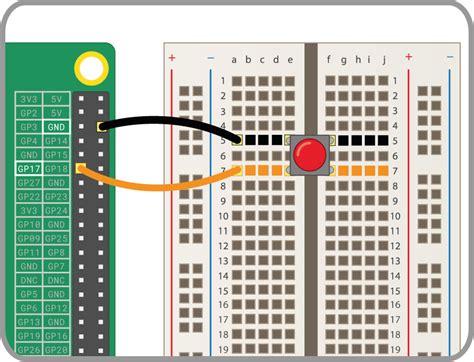 + - a b c d e f g h i j + -
3V3 5V 1
GP2 5V 2
GP3 GND 3
GP4 GP14 4
GND GP15 5
GP17 GP18 6
GP27 GND 7
GP22 GP23 8
3V3 GP24 9
GP10 GND 10
GP09 GP25 11
GP11 GP8 12
GND GP7 13
DNC DNC 14
GP5 GND 15
GP6 GP12 16
GP13 GND 17
GP19 GP16 18
GP26 GP20 19
1
2
3
4
5
6
7
8
9
10
11
12
13
14
15
16
17
18
19